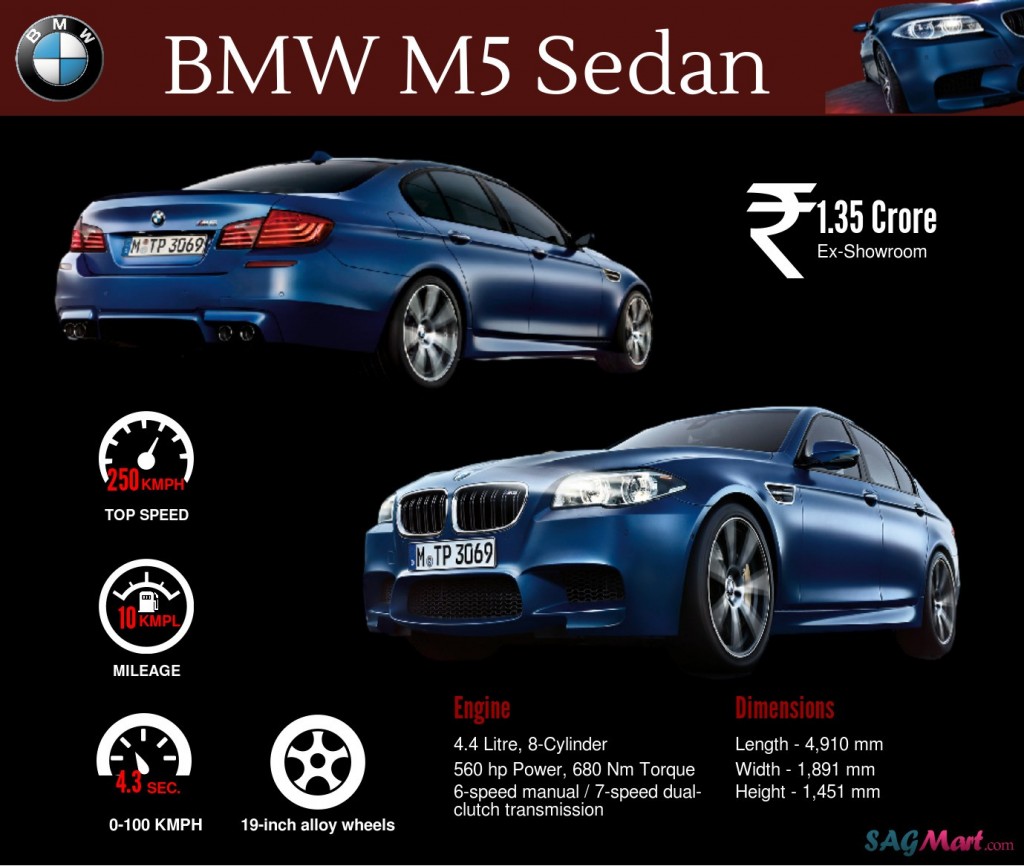 BMW
BMW M5 Sedan
M TP 3069
₹ 1.35 Crore
Ex-Showroom
250 KMPH
TOP SPEED
M TP 3069
10 KMPL
MILEAGE
4.3 SEC.
0-100 KMPH
19-inch alloy wheels
Engine
4.4 Litre, 8-Cylinder
560 hp Power, 680 Nm Torque
6-speed manual / 7-speed dual-
clutch transmission
Dimensions
Length - 4,910 mm
Width - 1,891 mm
Height - 1,451 mm
SAGMart.com